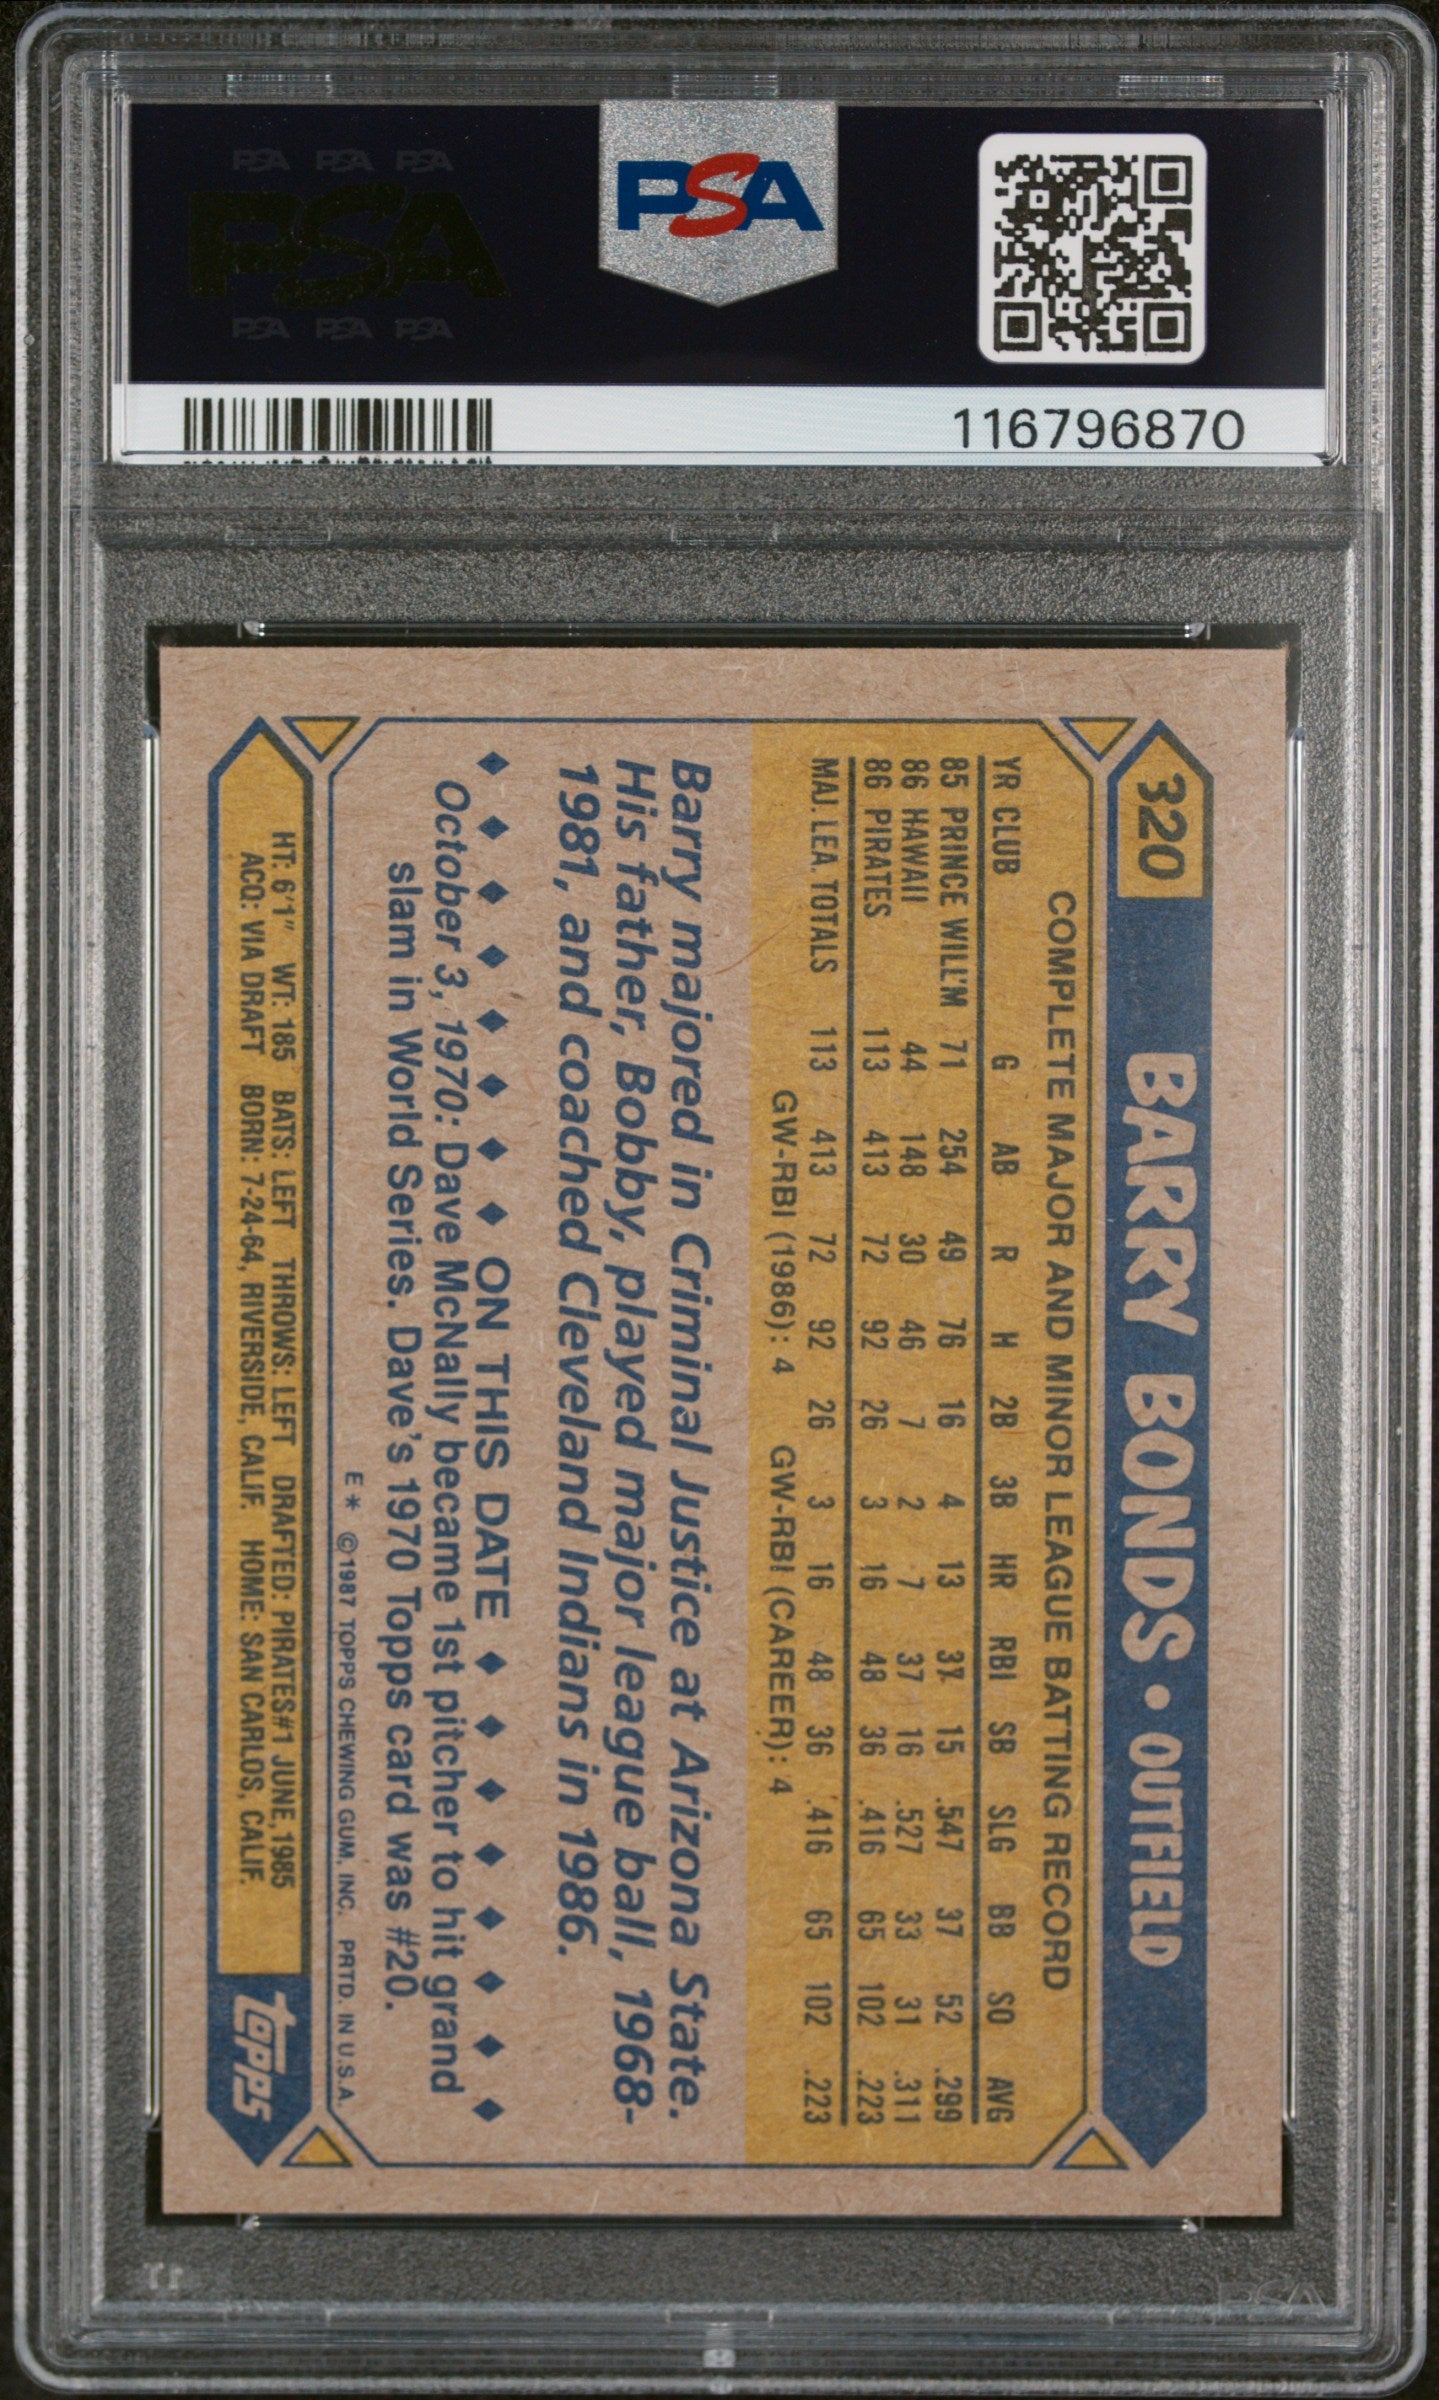 PSA PSA PSA
PSA
PSA PSA PSA
PSA
116796870
320 BARRY BONDS • OUTFIELD
COMPLETE MAJOR AND MINOR LEAGUE BATTING RECORD
YR CLUB G AB R H 2B 3B HR RBI SB SLG BB SO AVG
85 PRINCE WILL'M 71 254 49 76 16 4 13 37 15 .547 37 52 .299
86 HAWAII 44 148 30 46 7 2 7 37 16 .527 33 31 .311
86 PIRATES 113 413 72 92 26 3 16 48 36 .416 65 102 .223
MAJ. LEA. TOTALS 113 413 72 92 26 3 16 48 36 .416 65 102 .223
GW-RBI (1986): 4 GW-RBI (CAREER): 4
Barry majored in Criminal Justice at Arizona State.
His father, Bobby, played major league ball, 1968-
1981, and coached Cleveland Indians in 1986.
ON THIS DATE
October 3, 1970: Dave McNally became 1st pitcher to hit grand
slam in World Series. Dave's 1970 Topps card was #20.
E * ©1987 TOPPS CHEWING GUM, INC. PRTD. IN U.S.A.
HT: 6'1" WT: 185 BATS: LEFT THROWS: LEFT DRAFTED: PIRATES#1 JUNE, 1985
ACQ: VIA DRAFT BORN: 7-24-64, RIVERSIDE, CALIF. HOME: SAN CARLOS, CALIF.
topps
PSA